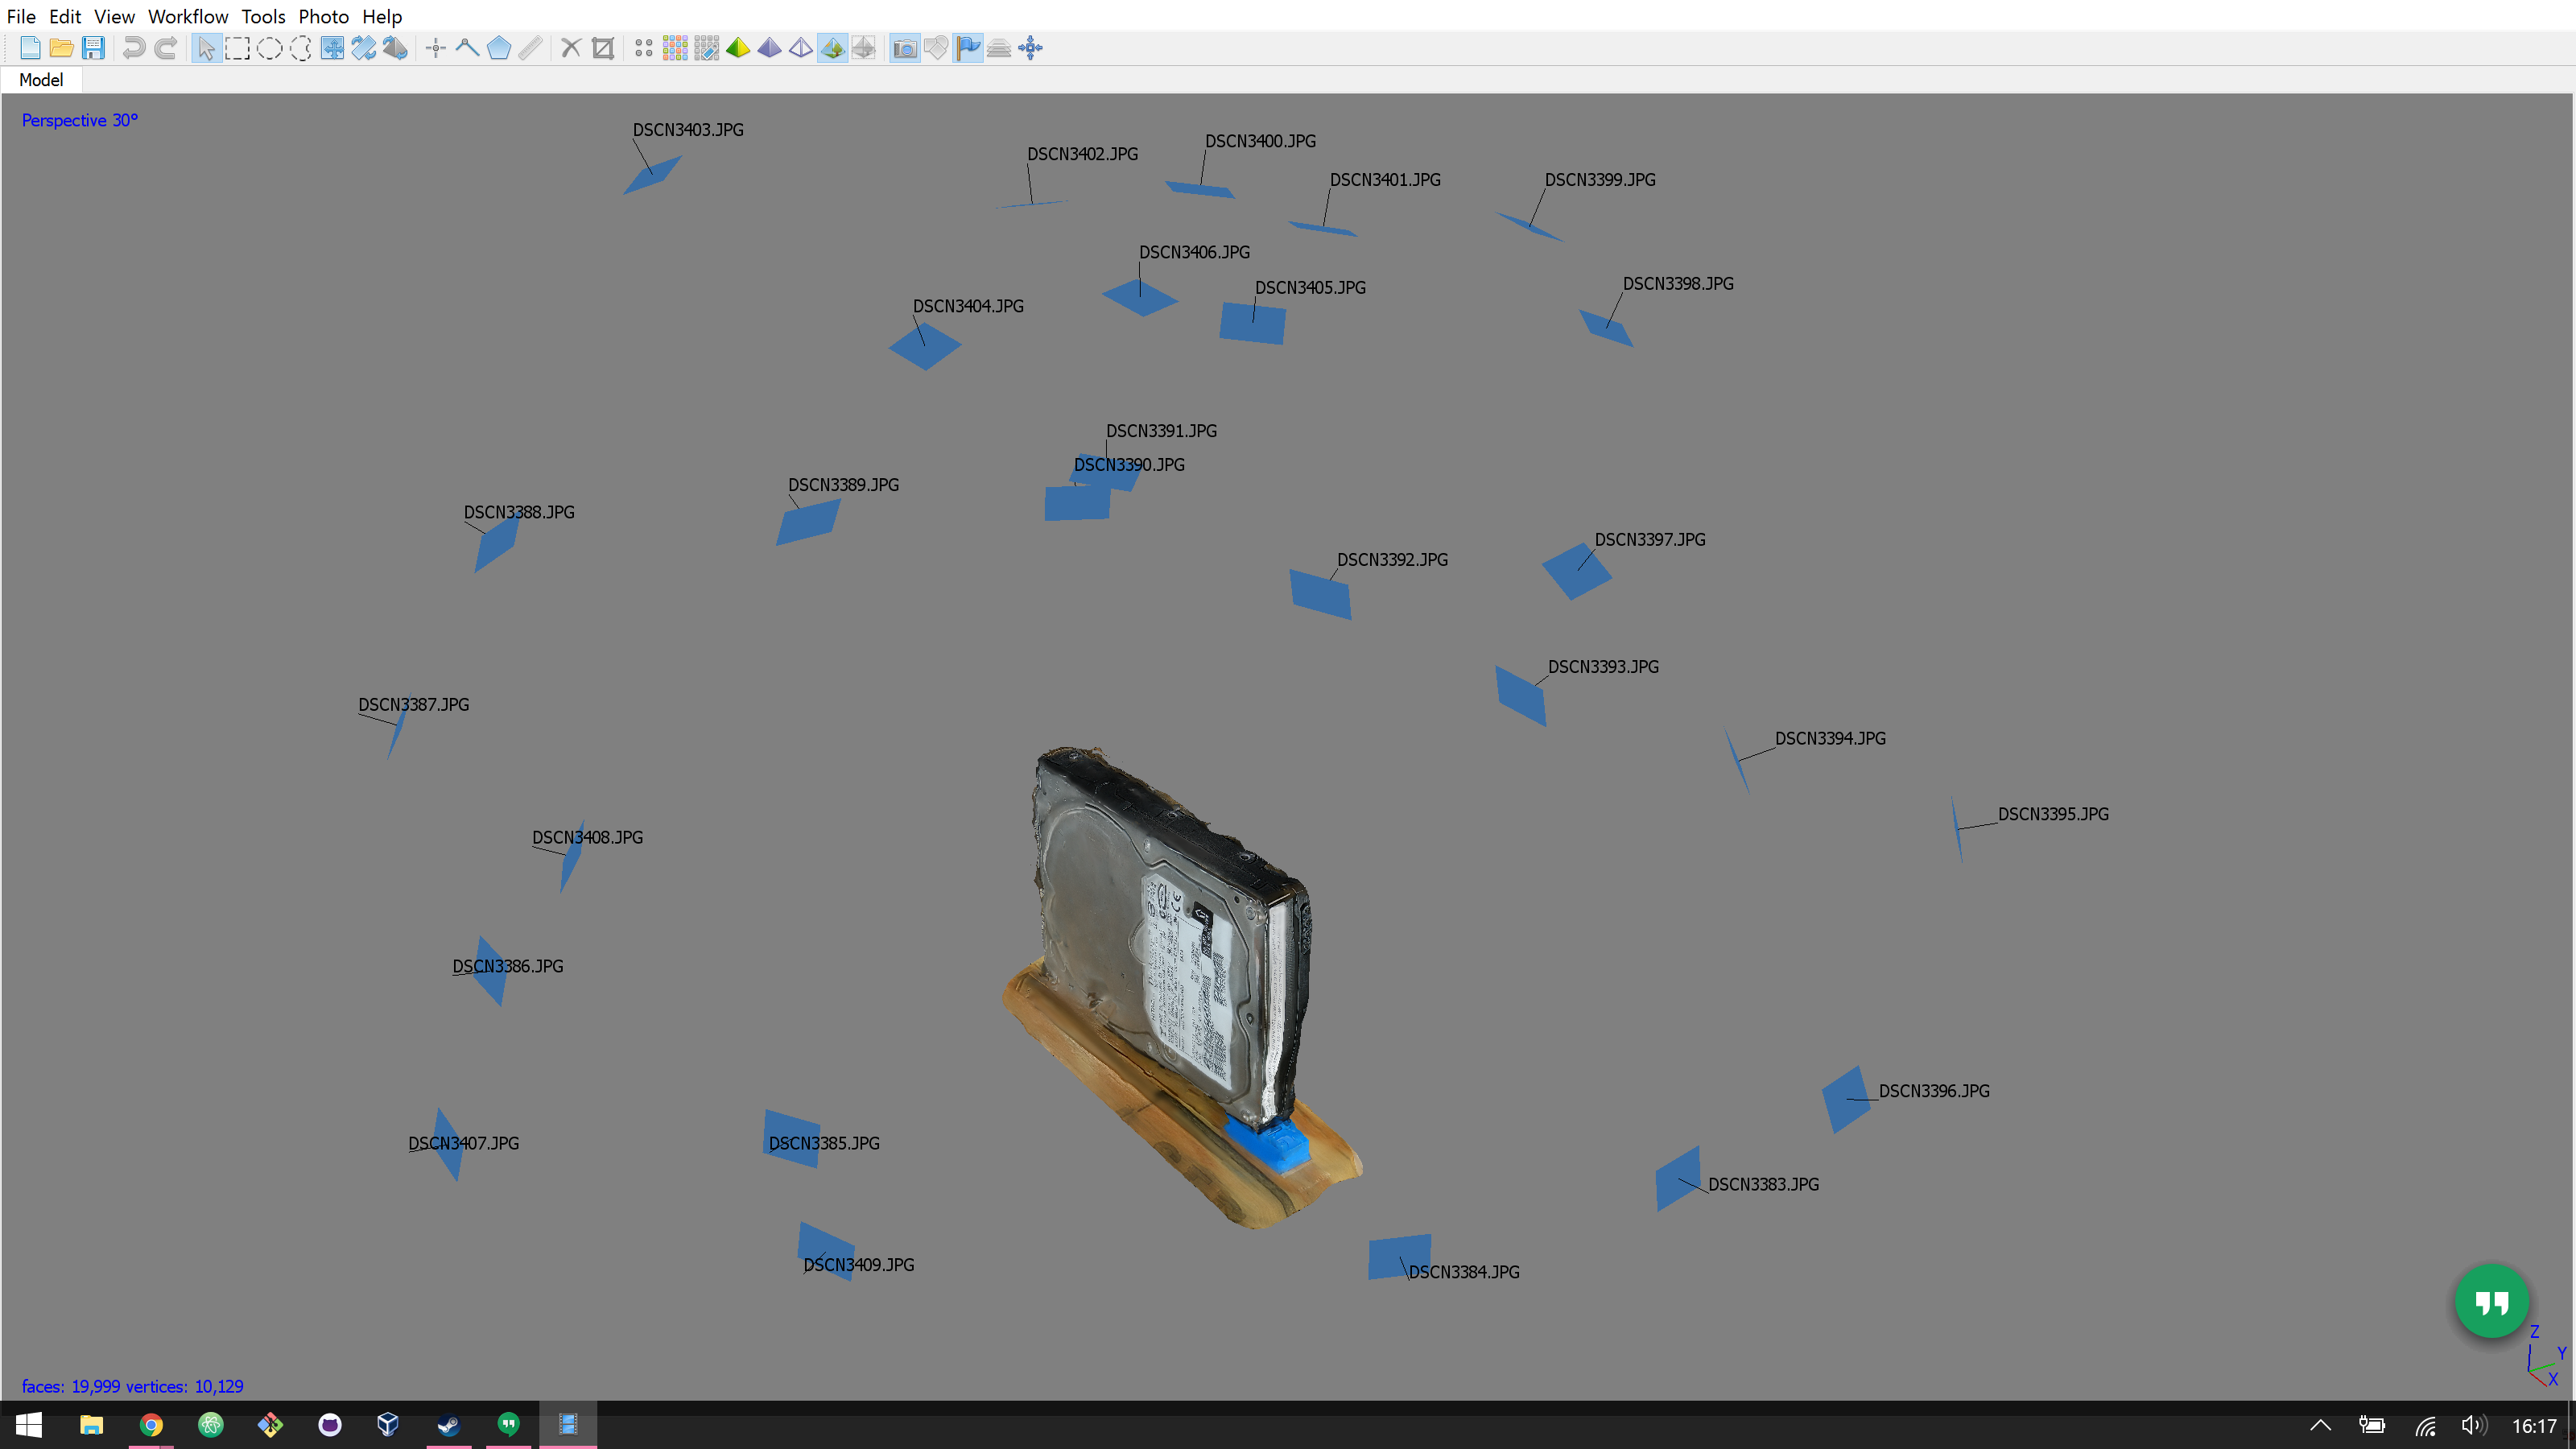 File Edit View Workflow Tools Photo Help
Model
Perspective 30°
DSCN3403.JPG
DSCN3400.JPG
DSCN3402.JPG
DSCN3401.JPG
DSCN3399.JPG
DSCN3406.JPG
DSCN3398.JPG
DSCN3405.JPG
DSCN3404.JPG
DSCN3391.JPG
DSCN3390.JPG
DSCN3389.JPG
DSCN3388.JPG
DSCN3397.JPG
DSCN3392.JPG
DSCN3393.JPG
DSCN3387.JPG
DSCN3394.JPG
DSCN3395.JPG
DSCN3408.JPG
DSCN3386.JPG
DSCN3396.JPG
DSCN3407.JPG
DSCN3385.JPG
DSCN3383.JPG
DSCN3409.JPG
DSCN3384.JPG
Z
Y
X
faces: 19,999 vertices: 10,129
16:17